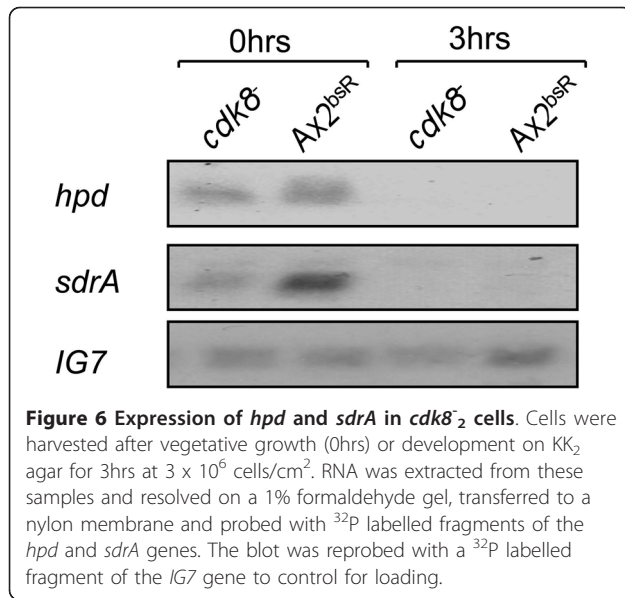 0hrs 3hrs
cdk8⁻ Ax2ᵇˢᴿ cdk8⁻ Ax2ᵇˢᴿ
hpd
sdrA
IG7
Figure 6 Expression of hpd and sdrA in cdk8⁻₂ cells. Cells were
harvested after vegetative growth (0hrs) or development on KK₂
agar for 3hrs at 3 x 10⁶ cells/cm². RNA was extracted from these
samples and resolved on a 1% formaldehyde gel, transferred to a
nylon membrane and probed with ³²P labelled fragments of the
hpd and sdrA genes. The blot was reprobed with a ³²P labelled
fragment of the IG7 gene to control for loading.